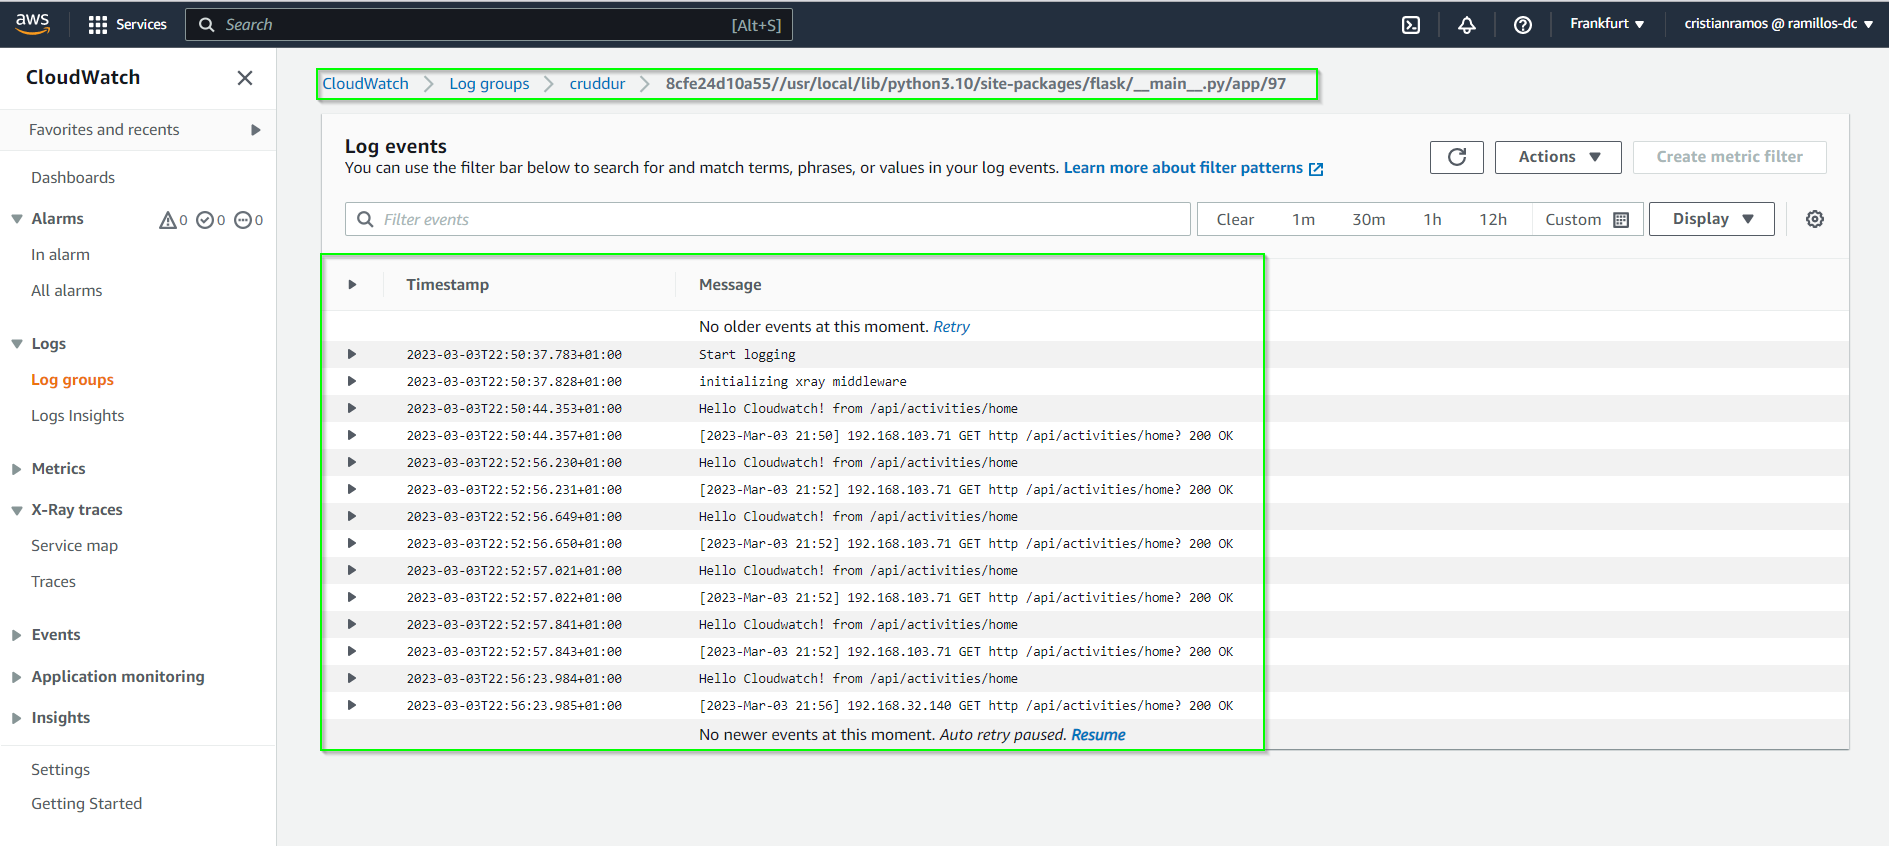 aws Services Search [Alt+S] Frankfurt ▼ cristianramos @ ramillos-dc ▼
CloudWatch
Favorites and recents
Dashboards
Alarms 0 0 0
In alarm
All alarms
Logs
Log groups
Logs Insights
Metrics
X-Ray traces
Service map
Traces
Events
Application monitoring
Insights
Settings
Getting Started
CloudWatch > Log groups > cruddur > 8cfe24d10a55//usr/local/lib/python3.10/site-packages/flask/__main__.py/app/97
Log events
You can use the filter bar below to search for and match terms, phrases, or values in your log events. Learn more about filter patterns
Actions ▼ Create metric filter
Filter events Clear 1m 30m 1h 12h Custom Display ▼
Timestamp Message
No older events at this moment. Retry
2023-03-03T22:50:37.783+01:00 Start logging
2023-03-03T22:50:37.828+01:00 initializing xray middleware
2023-03-03T22:50:44.353+01:00 Hello Cloudwatch! from /api/activities/home
2023-03-03T22:50:44.357+01:00 [2023-Mar-03 21:50] 192.168.103.71 GET http /api/activities/home? 200 OK
2023-03-03T22:52:56.230+01:00 Hello Cloudwatch! from /api/activities/home
2023-03-03T22:52:56.231+01:00 [2023-Mar-03 21:52] 192.168.103.71 GET http /api/activities/home? 200 OK
2023-03-03T22:52:56.649+01:00 Hello Cloudwatch! from /api/activities/home
2023-03-03T22:52:56.650+01:00 [2023-Mar-03 21:52] 192.168.103.71 GET http /api/activities/home? 200 OK
2023-03-03T22:52:57.021+01:00 Hello Cloudwatch! from /api/activities/home
2023-03-03T22:52:57.022+01:00 [2023-Mar-03 21:52] 192.168.103.71 GET http /api/activities/home? 200 OK
2023-03-03T22:52:57.841+01:00 Hello Cloudwatch! from /api/activities/home
2023-03-03T22:52:57.843+01:00 [2023-Mar-03 21:52] 192.168.103.71 GET http /api/activities/home? 200 OK
2023-03-03T22:56:23.984+01:00 Hello Cloudwatch! from /api/activities/home
2023-03-03T22:56:23.985+01:00 [2023-Mar-03 21:56] 192.168.32.140 GET http /api/activities/home? 200 OK
No newer events at this moment. Auto retry paused. Resume